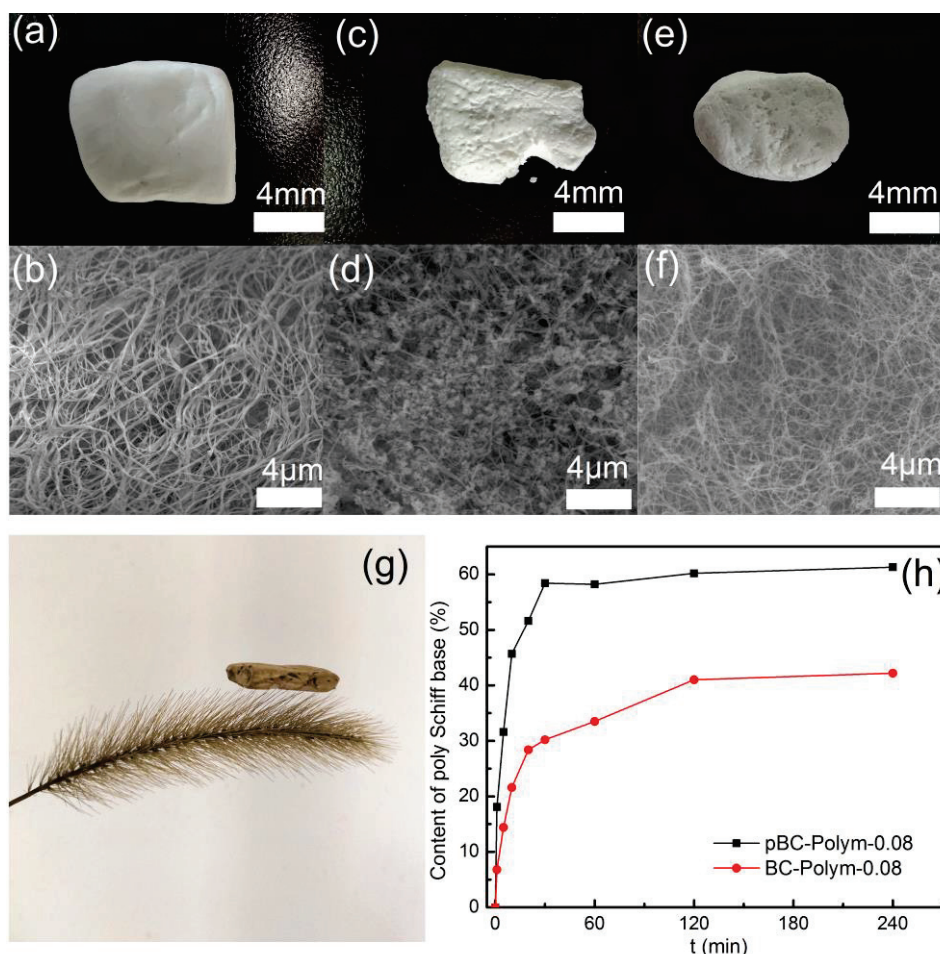 (a)
(c)
(e)
4mm
4mm
4mm
(b)
(d)
(f)
4μm
4μm
4μm
(g)
(h)
Content of poly Schiff base (%)
60
50
40
30
20
10
0
pBC-Polym-0.08
BC-Polym-0.08
0 60 120 180 240
t (min)